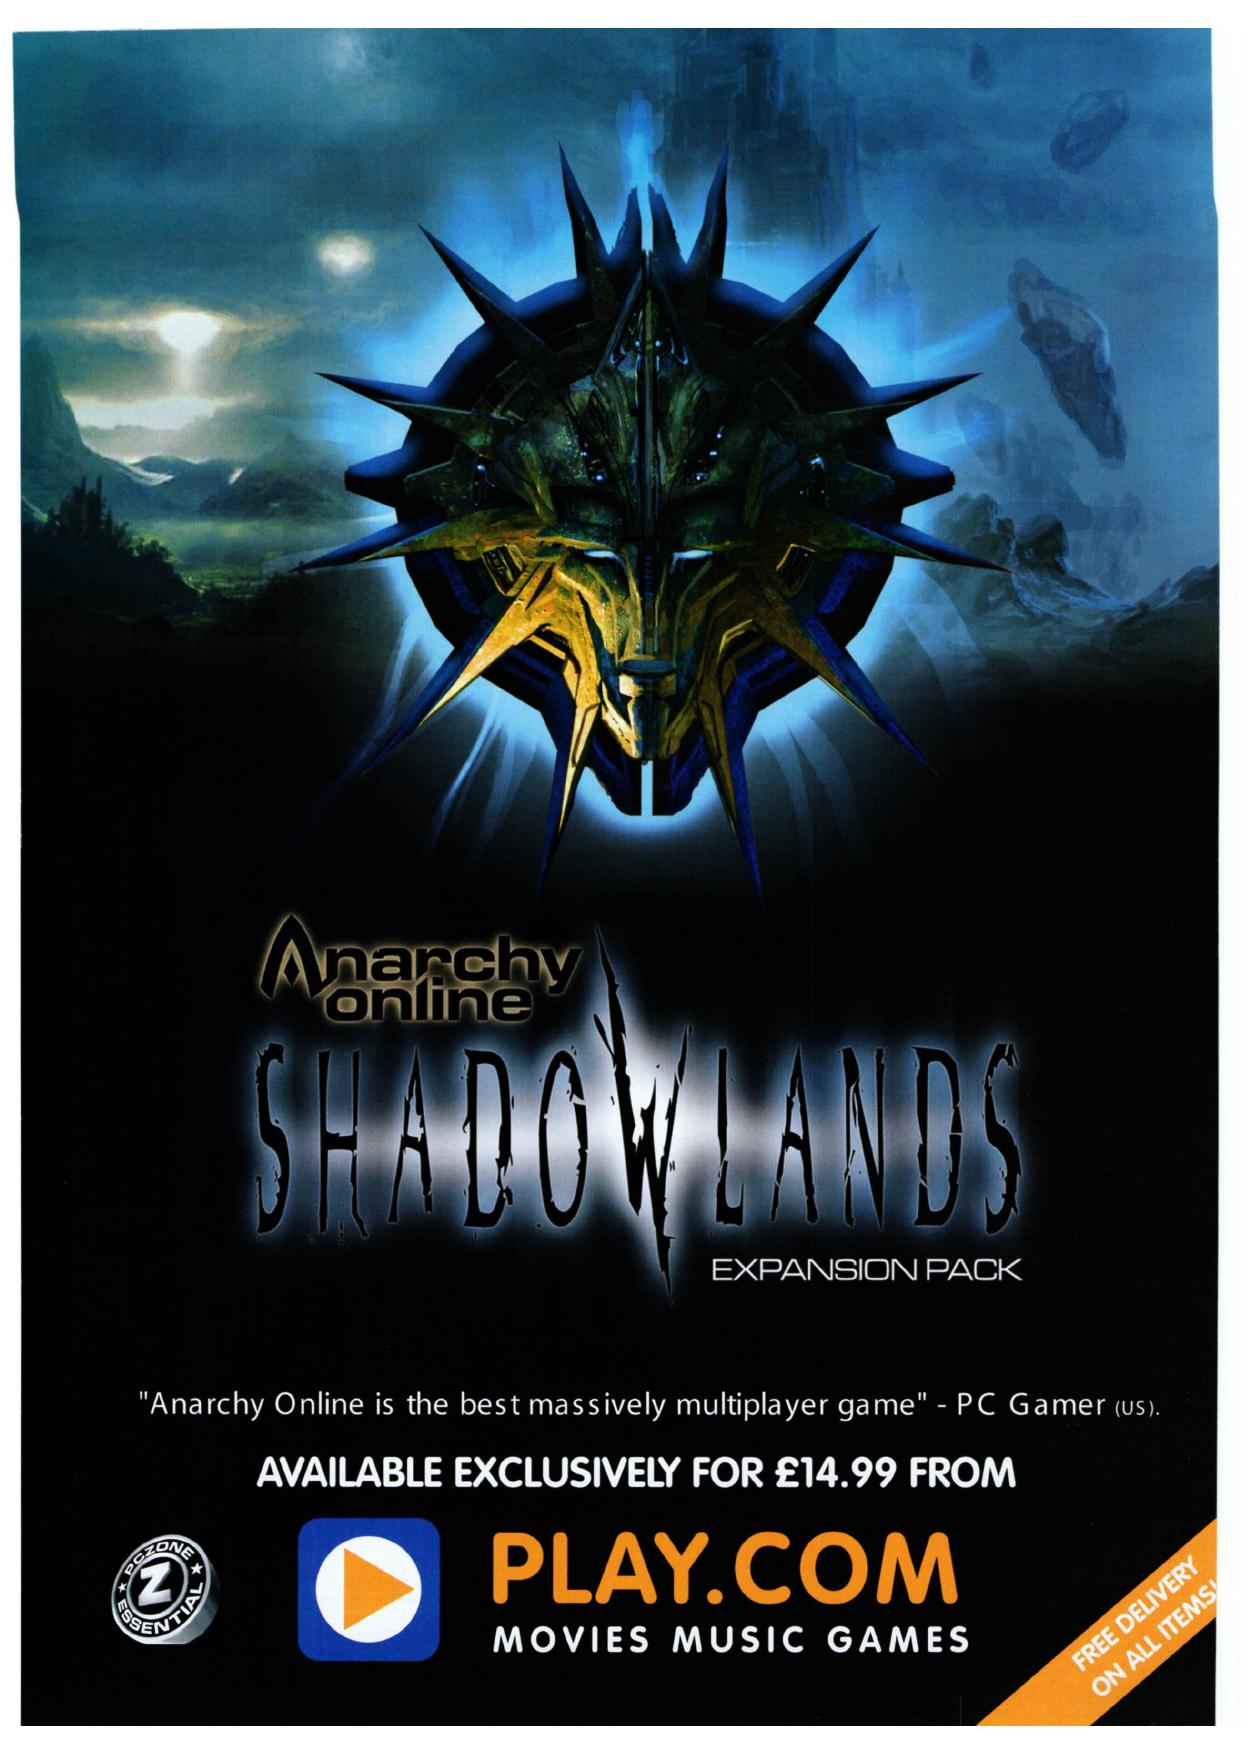 Anarchy
online
SHADOWLANDS
EXPANSION PACK
"Anarchy Online is the best massively multiplayer game" - PC Gamer (US).
AVAILABLE EXCLUSIVELY FOR £14.99 FROM
PCZONE
Z
ESSENTIAL
PLAY.COM
MOVIES MUSIC GAMES
FREE DELIVERY
ON ALL ITEMS!